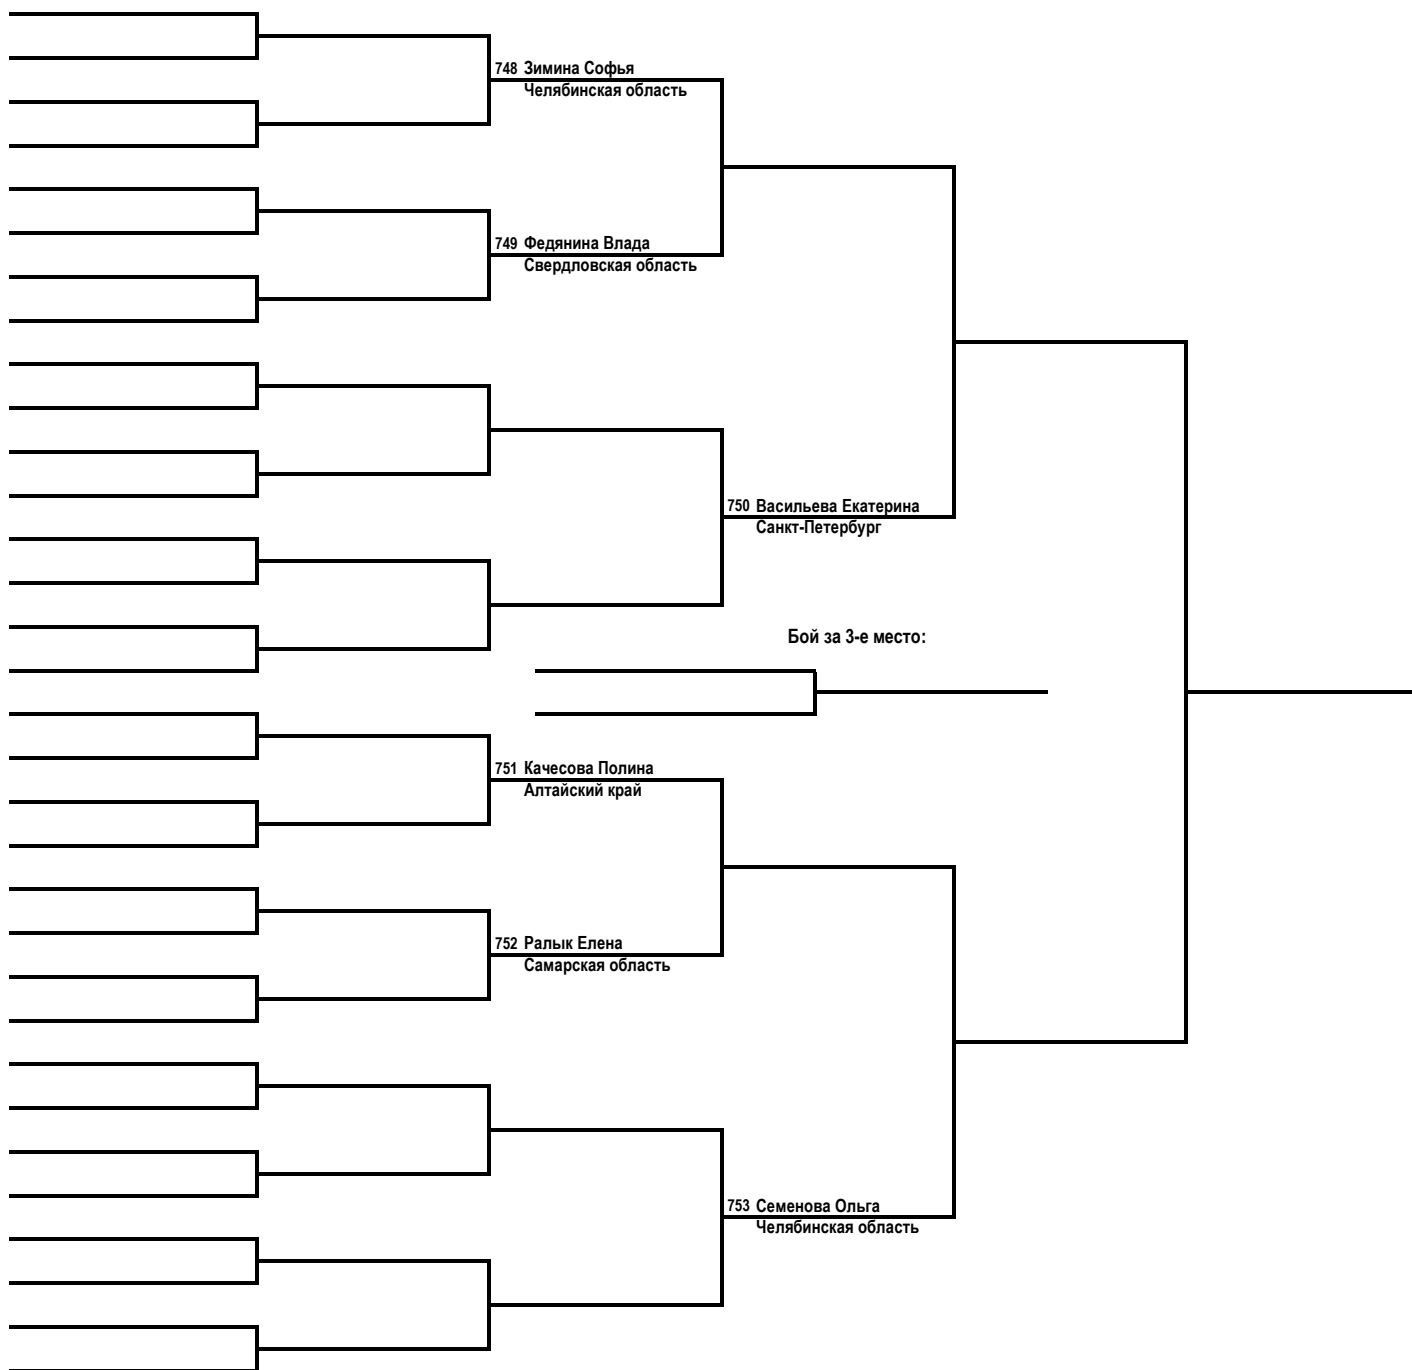 748 Зимина Софья
Челябинская область
749 Федянина Влада
Свердловская область
750 Васильева Екатерина
Санкт-Петербург
Бой за 3-е место:
751 Качесова Полина
Алтайский край
752 Ралык Елена
Самарская область
753 Семенова Ольга
Челябинская область